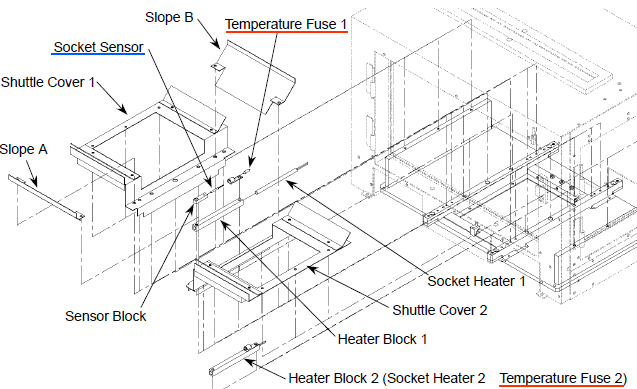 Slope B
Temperature Fuse 1
Socket Sensor
Shuttle Cover 1
Slope A
Socket Heater 1
Shuttle Cover 2
Sensor Block
Heater Block 1
Heater Block 2 (Socket Heater 2 Temperature Fuse 2)